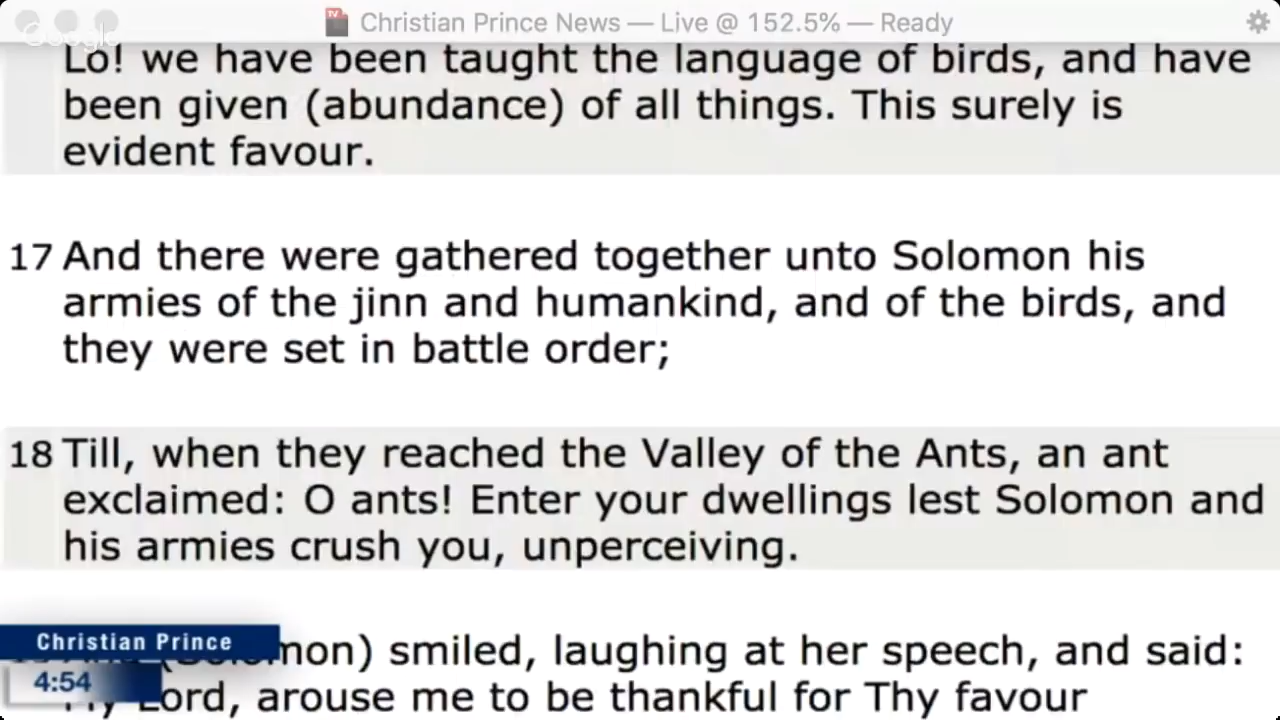 Christian Prince News — Live @ 152.5% — Ready
Google
Lo! we have been taught the language of birds, and have
been given (abundance) of all things. This surely is
evident favour.
17 And there were gathered together unto Solomon his
armies of the jinn and humankind, and of the birds, and
they were set in battle order;
18 Till, when they reached the Valley of the Ants, an ant
exclaimed: O ants! Enter your dwellings lest Solomon and
his armies crush you, unperceiving.
(Solomon) smiled, laughing at her speech, and said:
My Lord, arouse me to be thankful for Thy favour
Christian Prince
4:54